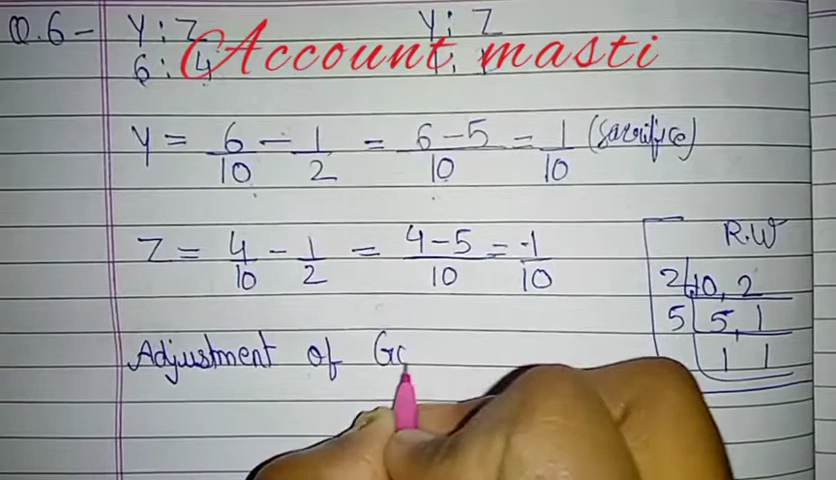 Q.6- Y:Z Y:Z
Account masti
6:4
Y = 6/10 - 1/2 = 6-5/10 = 1/10 (Sacrifice)
Z = 4/10 - 1/2 = 4-5/10 = -1/10
R.W
2 10, 2
5 5, 1
1 1
Adjustment of Go